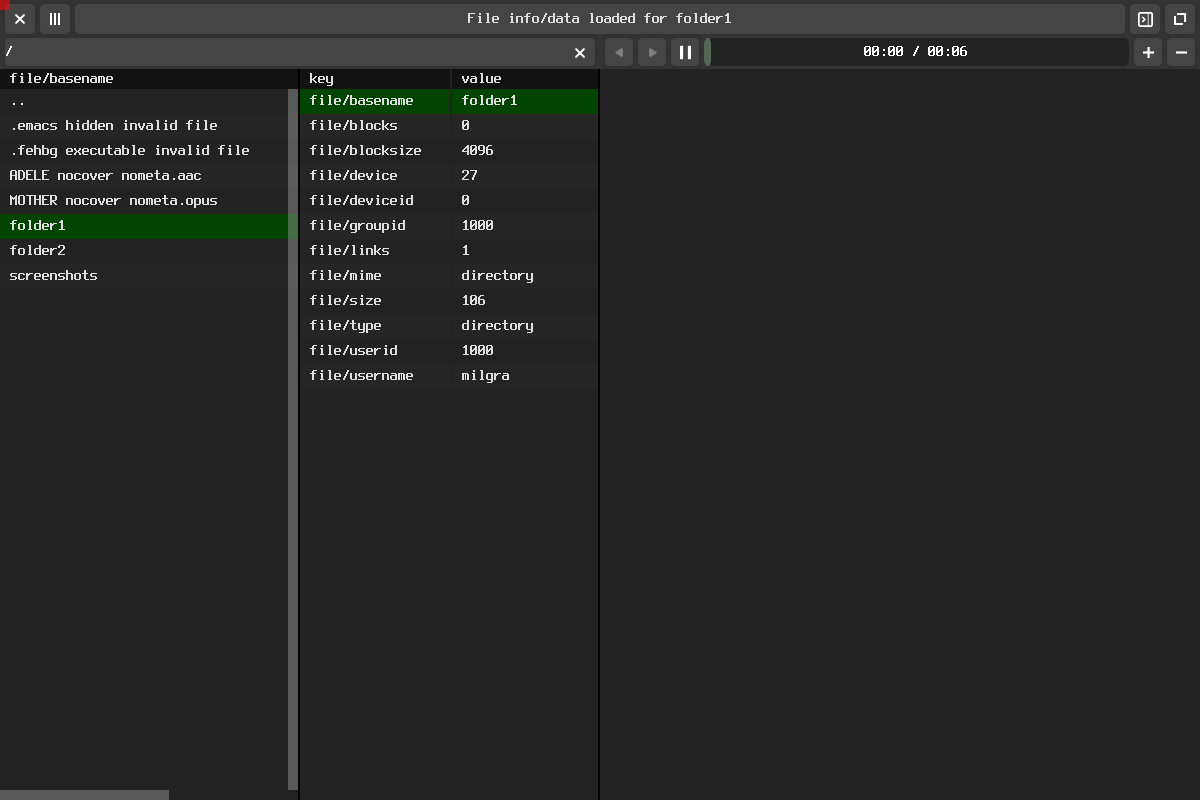 File info/data loaded for folder1
/
00:00 / 00:06
file/basename
key value
..
file/basename folder1
.emacs hidden invalid file
file/blocks 0
.fehbg executable invalid file
file/blocksize 4096
ADELE nocover nometa.aac
file/device 27
MOTHER nocover nometa.opus
file/deviceid 0
folder1
file/groupid 1000
folder2
file/links 1
screenshots
file/mime directory
file/size 106
file/type directory
file/userid 1000
file/username milgra